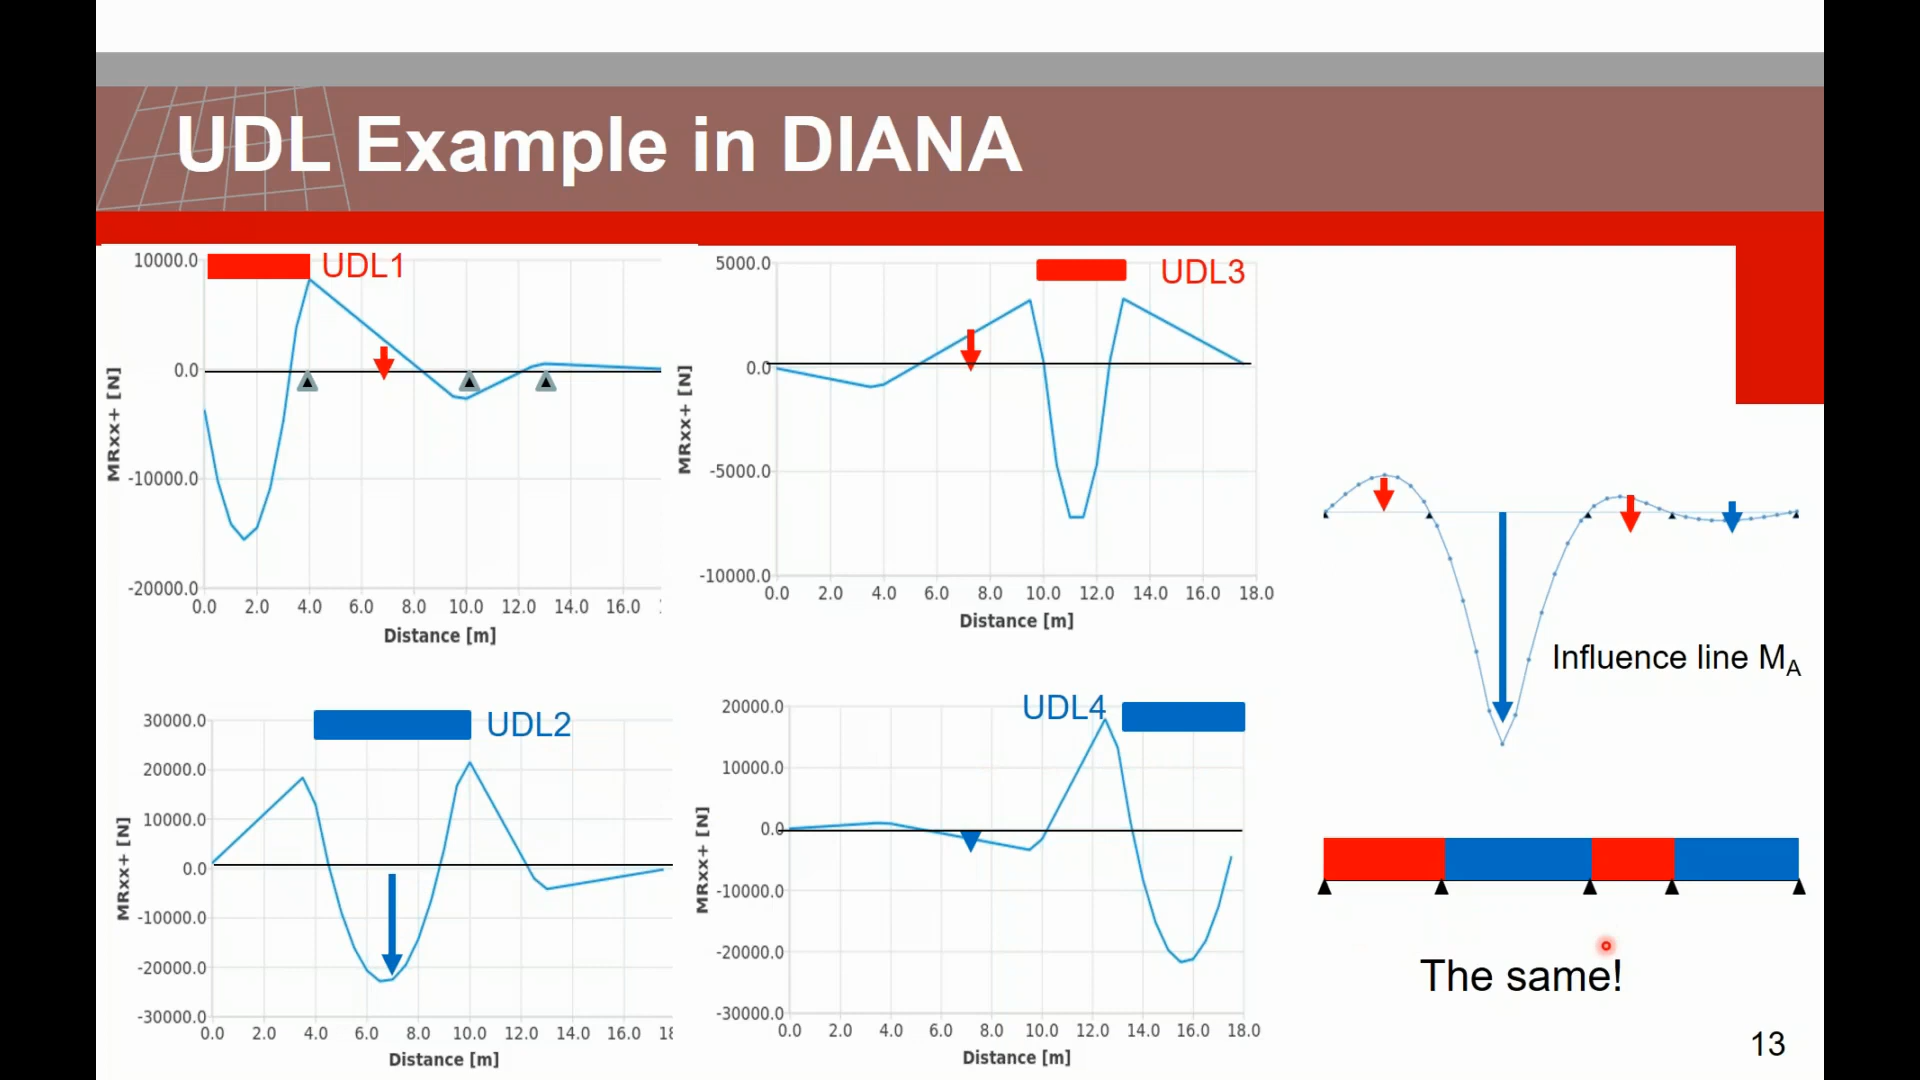 UDL Example in DIANA
UDL1
10000.0
0.0
-10000.0
-20000.0
MRxx+ [N]
0.0 2.0 4.0 6.0 8.0 10.0 12.0 14.0 16.0
Distance [m]
UDL3
5000.0
0.0
-5000.0
-10000.0
MRxx+ [N]
0.0 2.0 4.0 6.0 8.0 10.0 12.0 14.0 16.0 18.0
Distance [m]
Influence line MA
UDL2
30000.0
20000.0
10000.0
0.0
-10000.0
-20000.0
-30000.0
MRxx+ [N]
0.0 2.0 4.0 6.0 8.0 10.0 12.0 14.0 16.0 18
Distance [m]
UDL4
20000.0
10000.0
0.0
-10000.0
-20000.0
-30000.0
MRxx+ [N]
0.0 2.0 4.0 6.0 8.0 10.0 12.0 14.0 16.0 18.0
Distance [m]
The same!
13